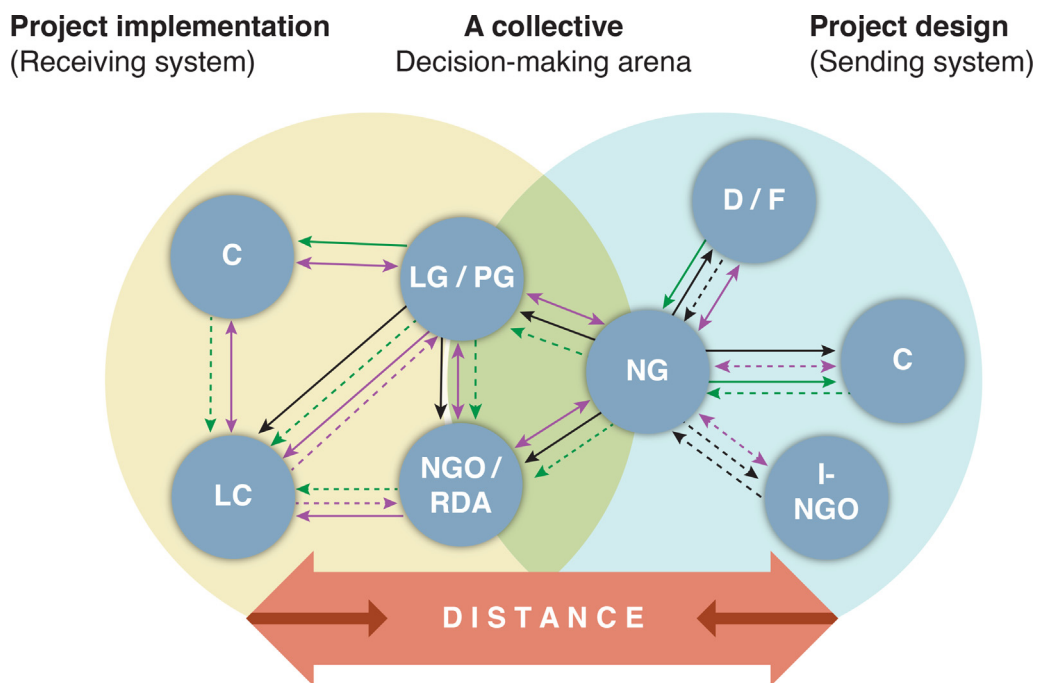 Project implementation
(Receiving system)
A collective
Decision-making arena
Project design
(Sending system)
D / F
C
LG / PG
C
NG
LC
NGO /
RDA
I-
NGO
DISTANCE